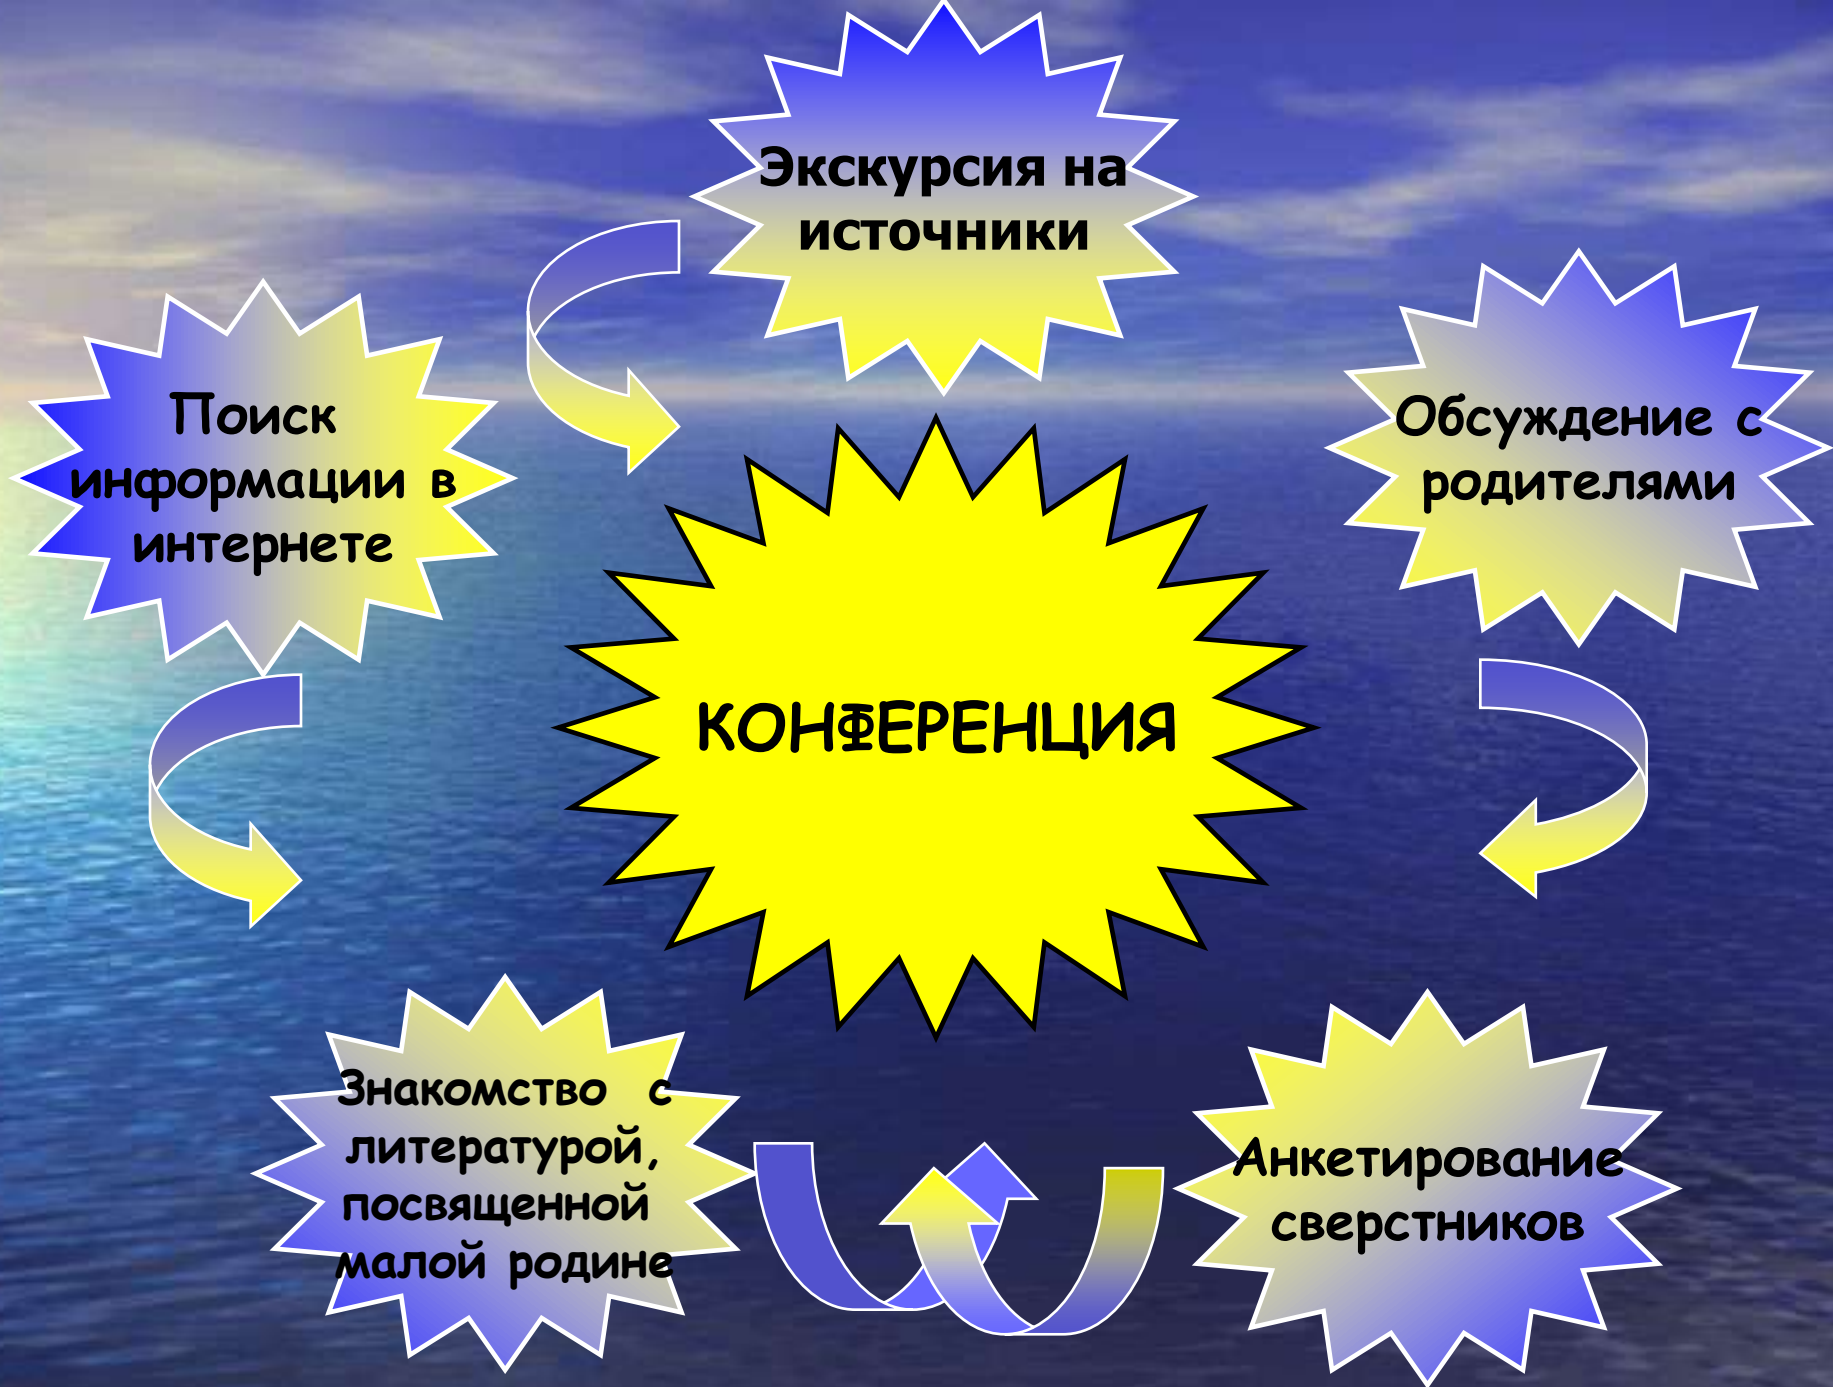 Экскурсия на
источники
Поиск
информации в
интернете
Обсуждение с
родителями
КОНФЕРЕНЦИЯ
Знакомство с
литературой,
посвященной
малой родине
Анкетирование
сверстников